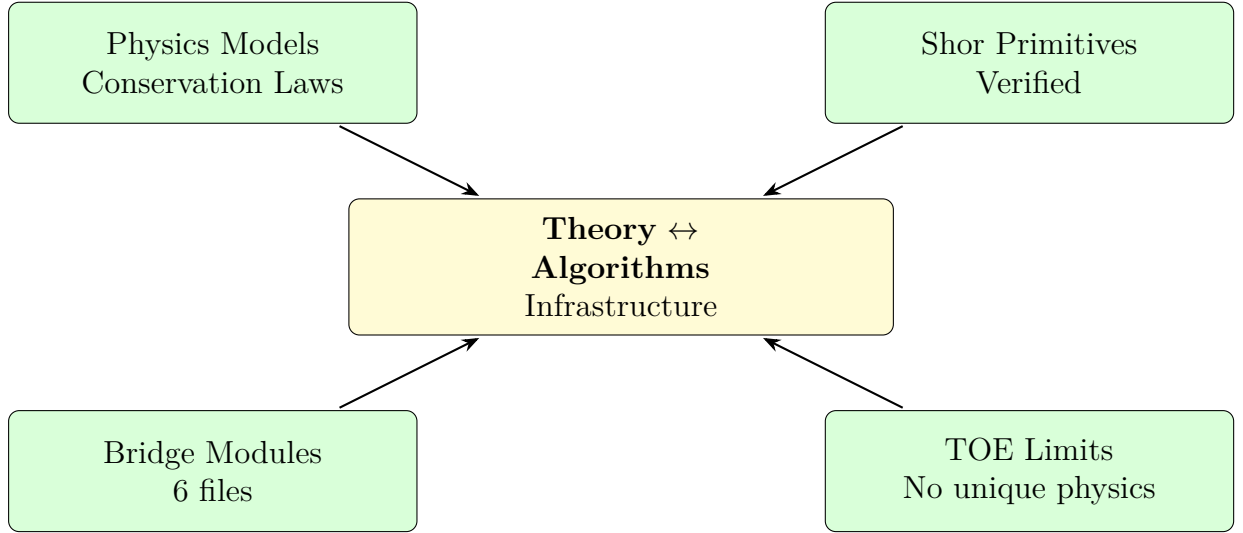 Physics Models
Conservation Laws
Shor Primitives
Verified
Theory ↔
Algorithms
Infrastructure
Bridge Modules
6 files
TOE Limits
No unique physics